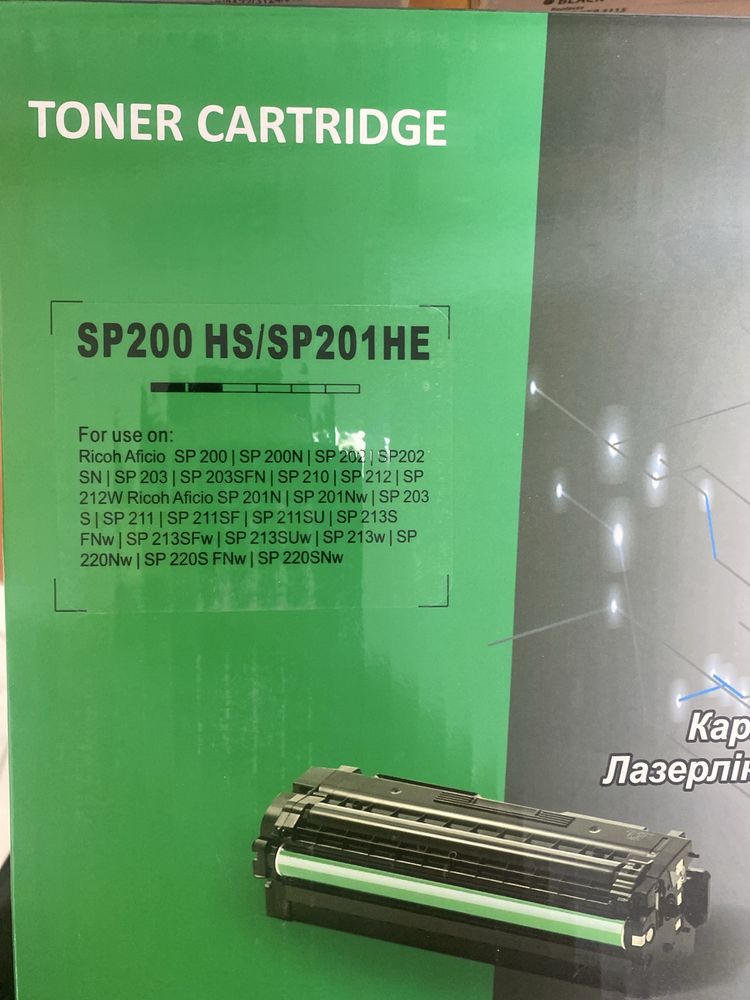 BLACK
TONER CARTRIDGE
SP200 HS/SP201HE
For use on:
Ricoh Aficio SP 200 | SP 200N | SP 202 | SP202
SN | SP 203 | SP 203SFN | SP 210 | SP 212 | SP
212W Ricoh Aficio SP 201N | SP 201Nw | SP 203
S | SP 211 | SP 211SF | SP 211SU | SP 213S
FNw | SP 213SFw | SP 213SUw | SP 213w | SP
220Nw | SP 220S FNw | SP 220SNw